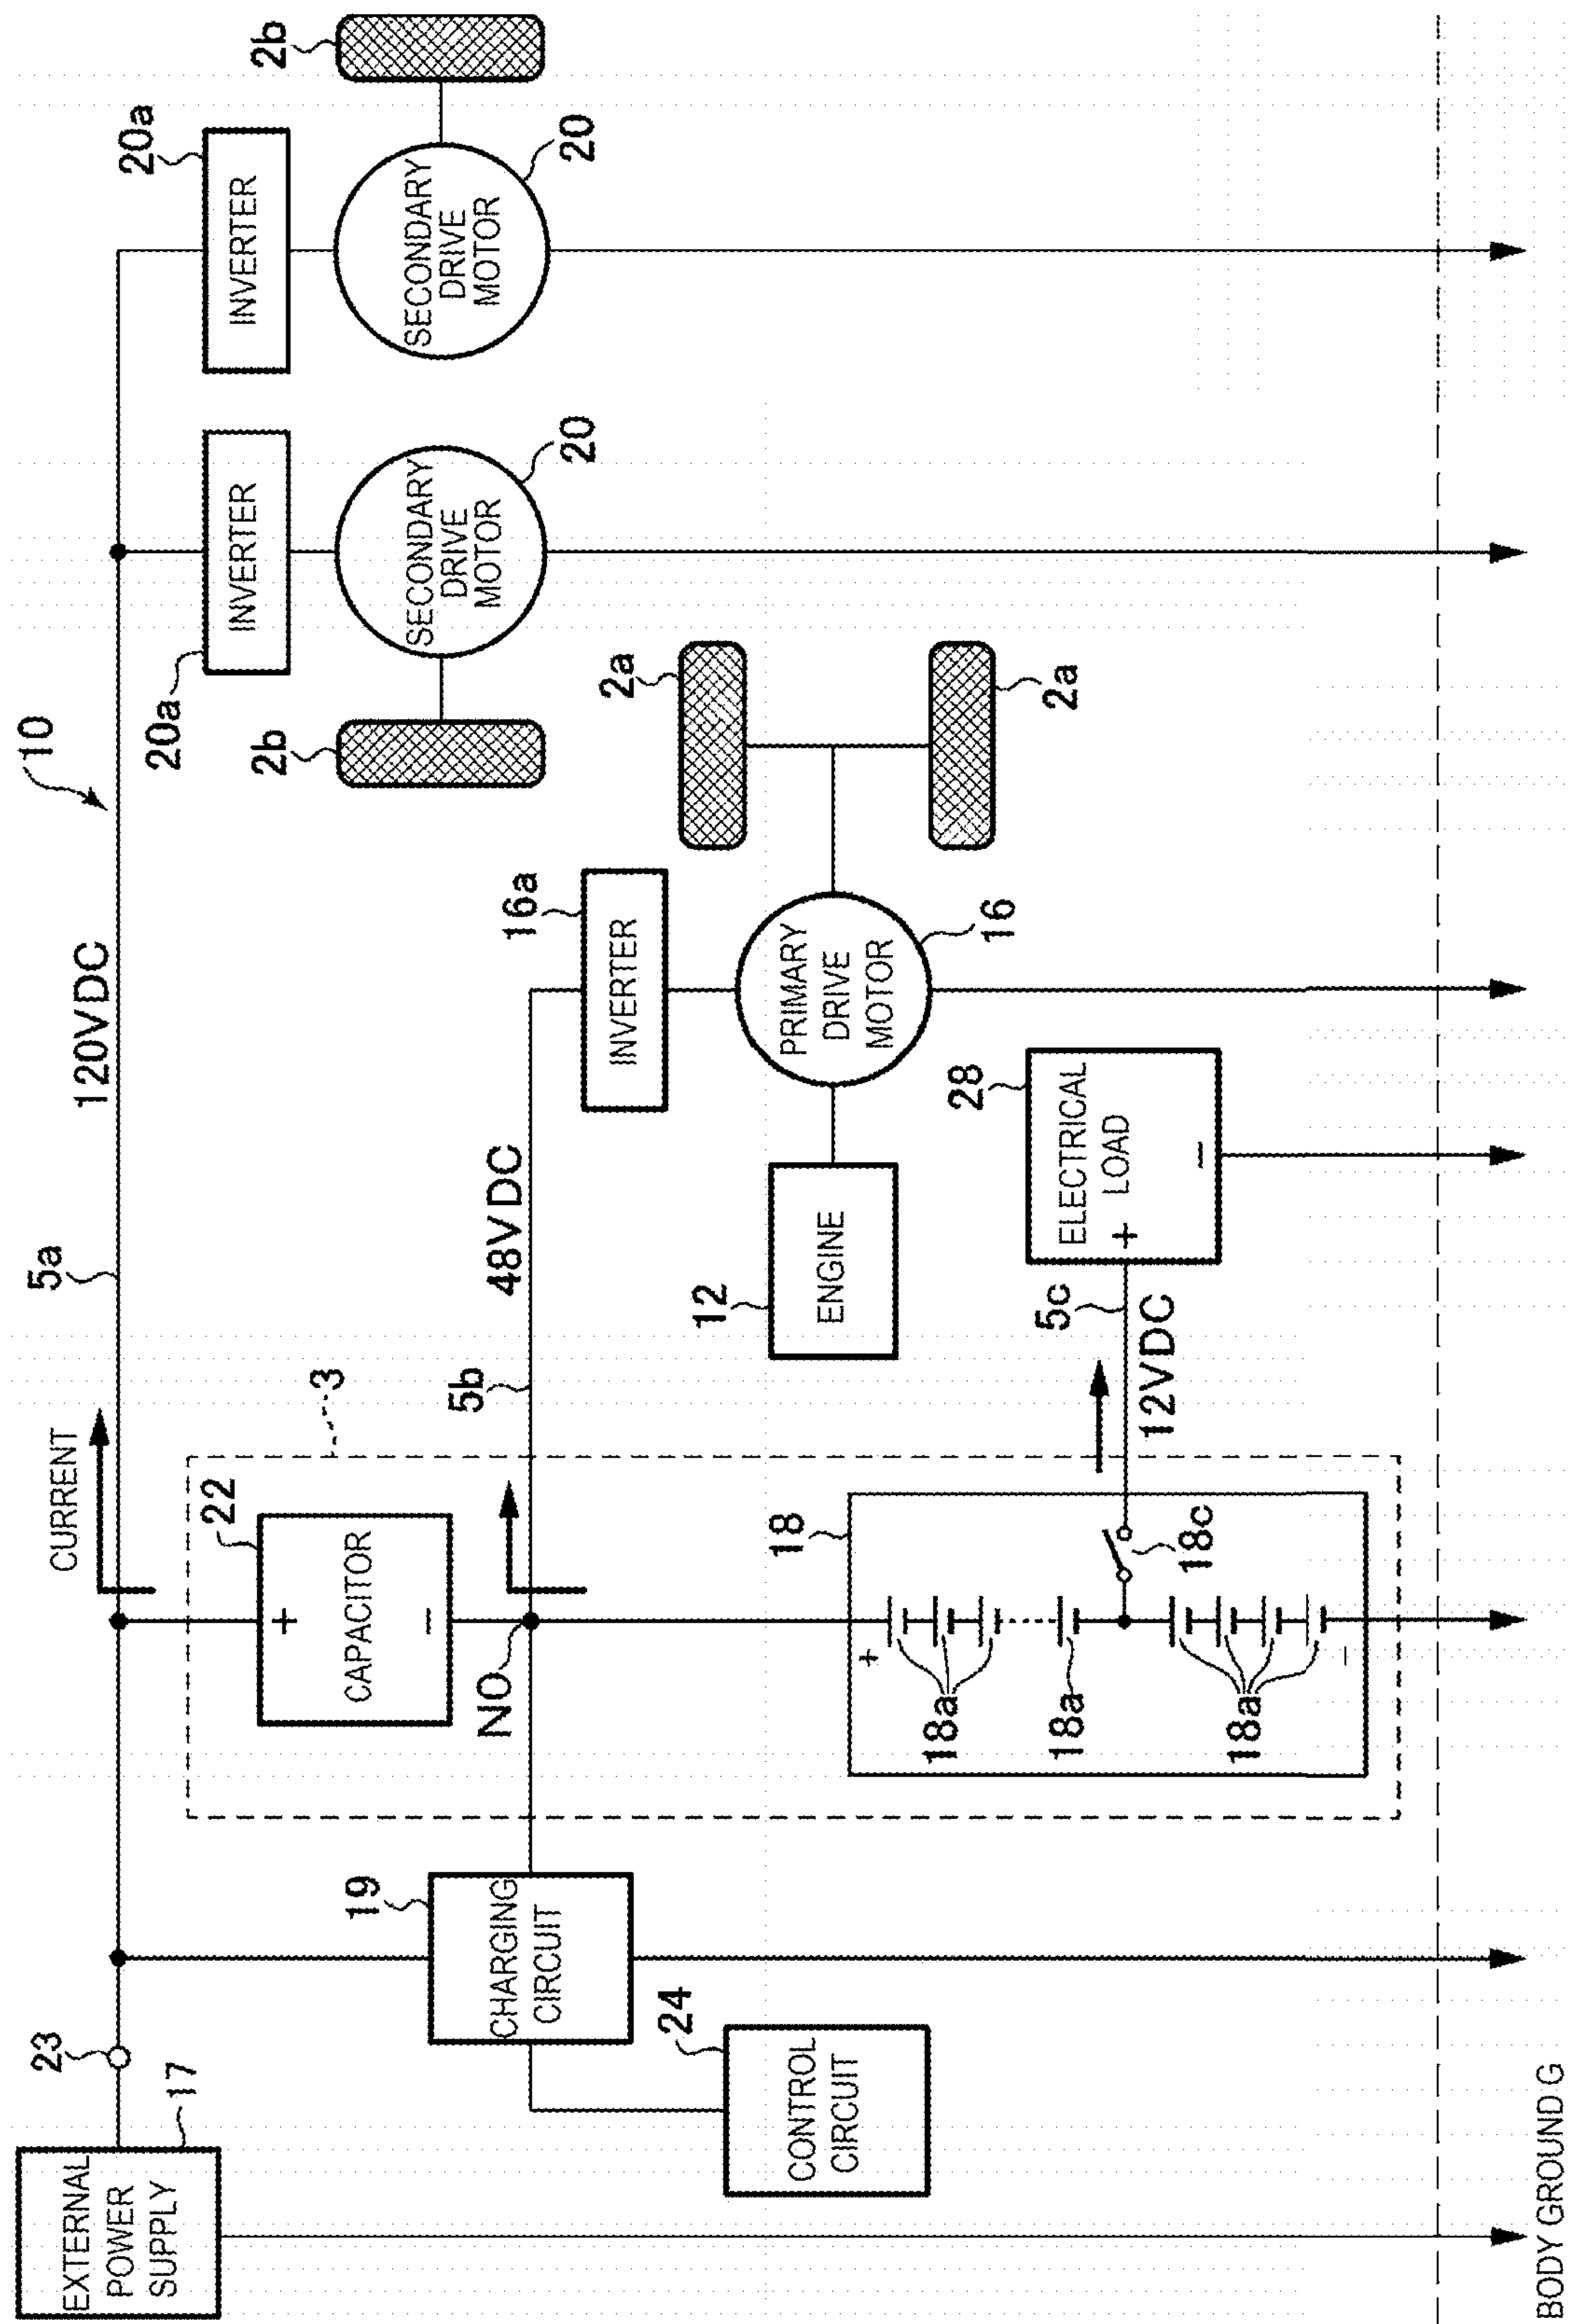 10
EXTERNAL
POWER
SUPPLY
17
23
CURRENT
5a
120VDC
20a
INVERTER
20a
INVERTER
2b
SECONDARY
DRIVE
MOTOR
20
SECONDARY
DRIVE
MOTOR
20
2b
19
CHARGING
CIRCUIT
24
CONTROL
CIRCUIT
3
22
+
CAPACITOR
−
NO
5b
48VDC
16a
INVERTER
12
ENGINE
PRIMARY
DRIVE
MOTOR
16
2a
2a
18
+
18a
18a
18a
−
18c
5c
12VDC
28
ELECTRICAL
LOAD
+
−
BODY GROUND G